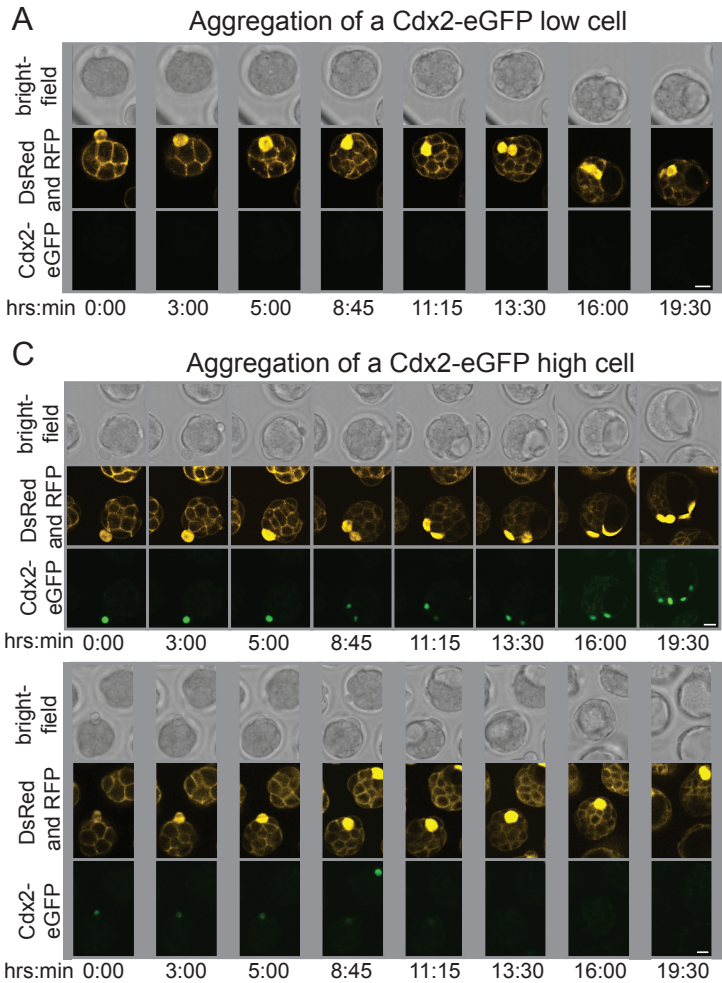 A
Aggregation of a Cdx2-eGFP low cell
bright-
field
DsRed
and RFP
Cdx2-
eGFP
hrs:min 0:00 3:00 5:00 8:45 11:15 13:30 16:00 19:30
C
Aggregation of a Cdx2-eGFP high cell
bright-
field
DsRed
and RFP
Cdx2-
eGFP
hrs:min 0:00 3:00 5:00 8:45 11:15 13:30 16:00 19:30
bright-
field
DsRed
and RFP
Cdx2-
eGFP
hrs:min 0:00 3:00 5:00 8:45 11:15 13:30 16:00 19:30